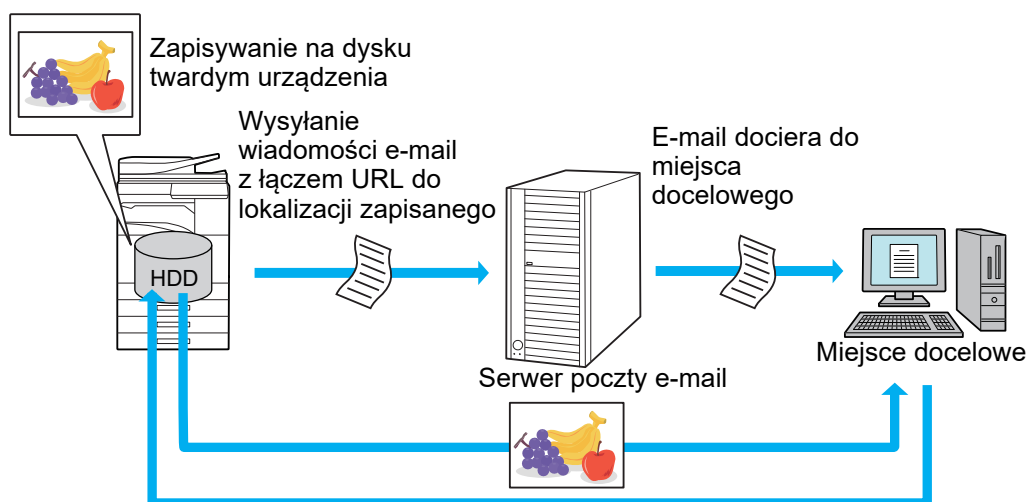 Zapisywanie na dysku
twardym urządzenia
Wysyłanie
wiadomości e-mail
z łączem URL do
lokalizacji zapisanego
E-mail dociera do
miejsca
docelowego
HDD
Serwer poczty e-mail
Miejsce docelowe